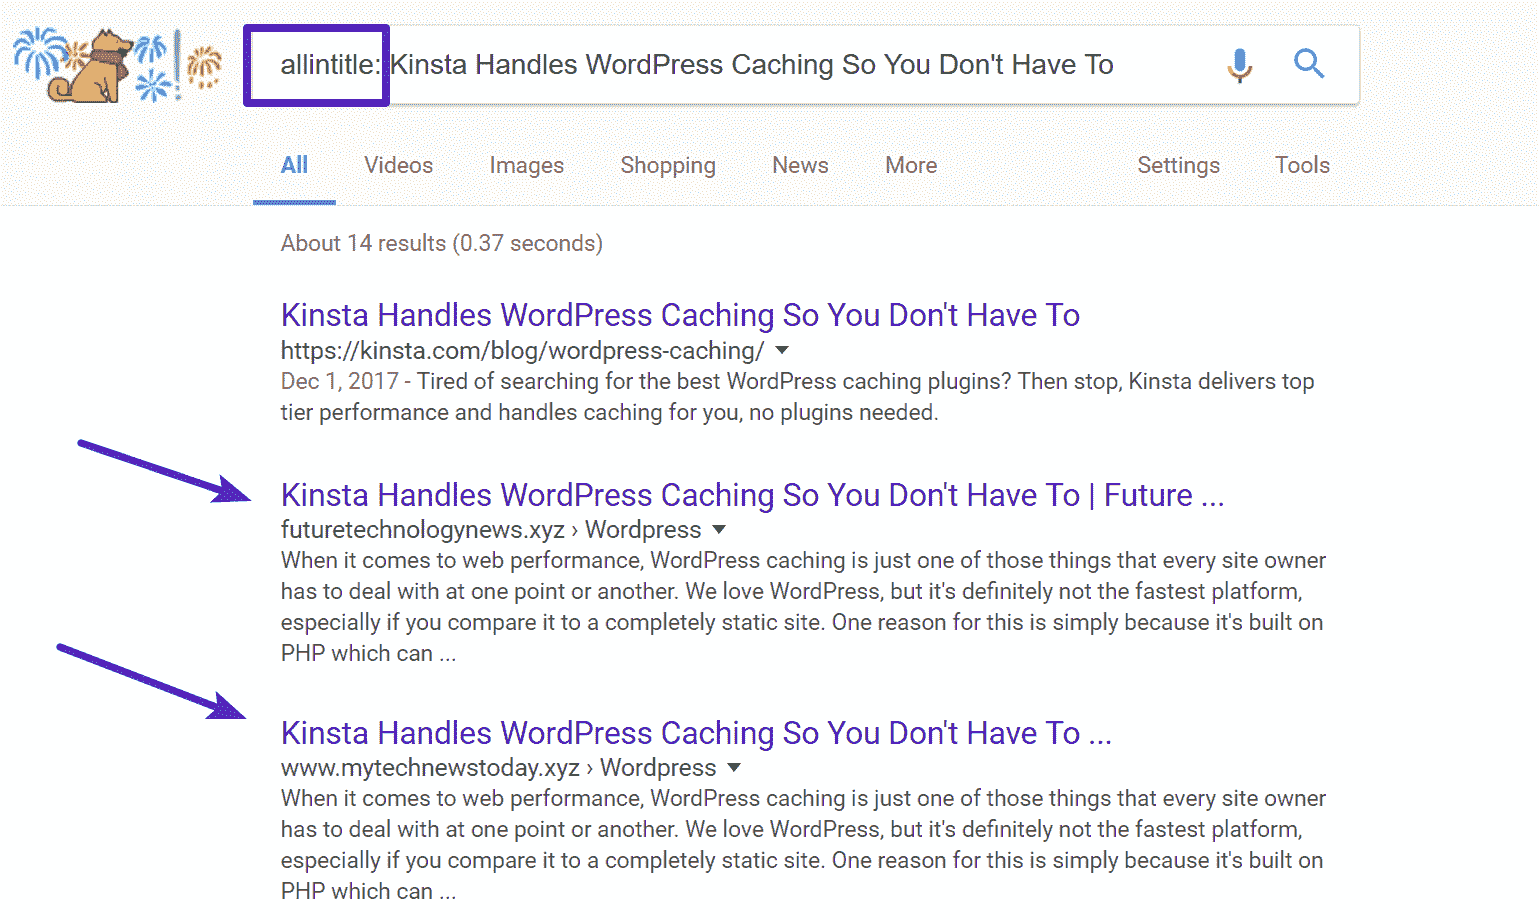 allintitle: Kinsta Handles WordPress Caching So You Don't Have To
All Videos Images Shopping News More Settings Tools
About 14 results (0.37 seconds)
Kinsta Handles WordPress Caching So You Don't Have To
https://kinsta.com/blog/wordpress-caching/
Dec 1, 2017 - Tired of searching for the best WordPress caching plugins? Then stop, Kinsta delivers top
tier performance and handles caching for you, no plugins needed.
Kinsta Handles WordPress Caching So You Don't Have To | Future ...
futuretechnologynews.xyz › Wordpress
When it comes to web performance, WordPress caching is just one of those things that every site owner
has to deal with at one point or another. We love WordPress, but it's definitely not the fastest platform,
especially if you compare it to a completely static site. One reason for this is simply because it's built on
PHP which can ...
Kinsta Handles WordPress Caching So You Don't Have To ...
www.mytechnewstoday.xyz › Wordpress
When it comes to web performance, WordPress caching is just one of those things that every site owner
has to deal with at one point or another. We love WordPress, but it's definitely not the fastest platform,
especially if you compare it to a completely static site. One reason for this is simply because it's built on
PHP which can ...